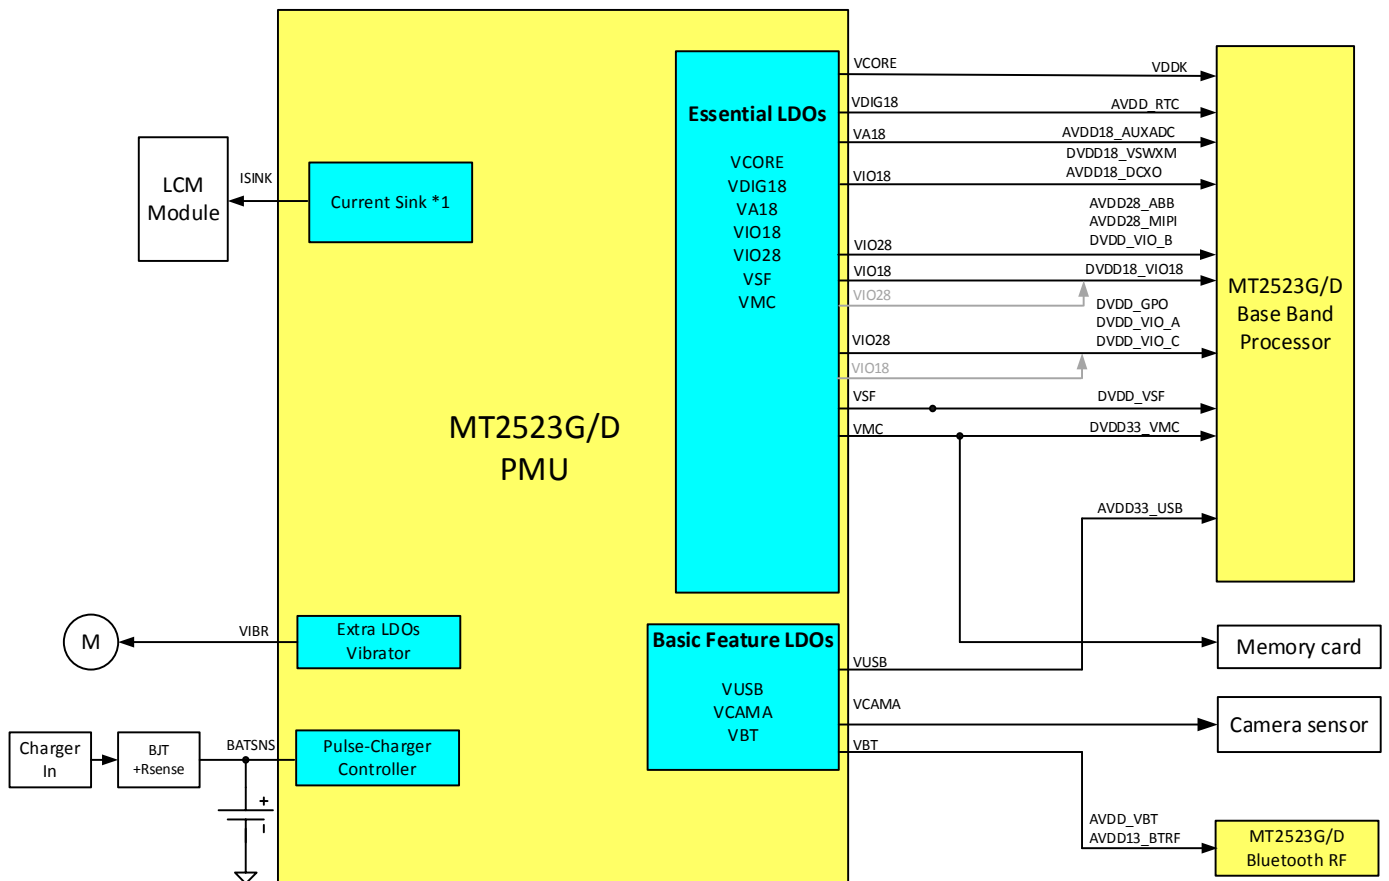 LCM
Module
ISINK
Current Sink *1
MT2523G/D
PMU
M
VIBR
Extra LDOs
Vibrator
Charger
In
BJT
+Rsense
BATSNS
+
Pulse-Charger
Controller
Essential LDOs
VCORE
VDIG18
VA18
VIO18
VIO28
VSF
VMC
Basic Feature LDOs
VUSB
VCAMA
VBT
VCORE
VDDK
VDIG18
AVDD_RTC
VA18
AVDD18_AUXADC
DVDD18_VSWXM
VIO18
AVDD18_DCXO
AVDD28_ABB
AVDD28_MIPI
VIO28
DVDD_VIO_B
VIO18
DVDD18_VIO18
VIO28
DVDD_GPO
DVDD_VIO_A
VIO28
DVDD_VIO_C
VIO18
VSF
DVDD_VSF
VMC
DVDD33_VMC
AVDD33_USB
VUSB
VCAMA
VBT
AVDD_VBT
AVDD13_BTRF
MT2523G/D
Base Band
Processor
Memory card
Camera sensor
MT2523G/D
Bluetooth RF